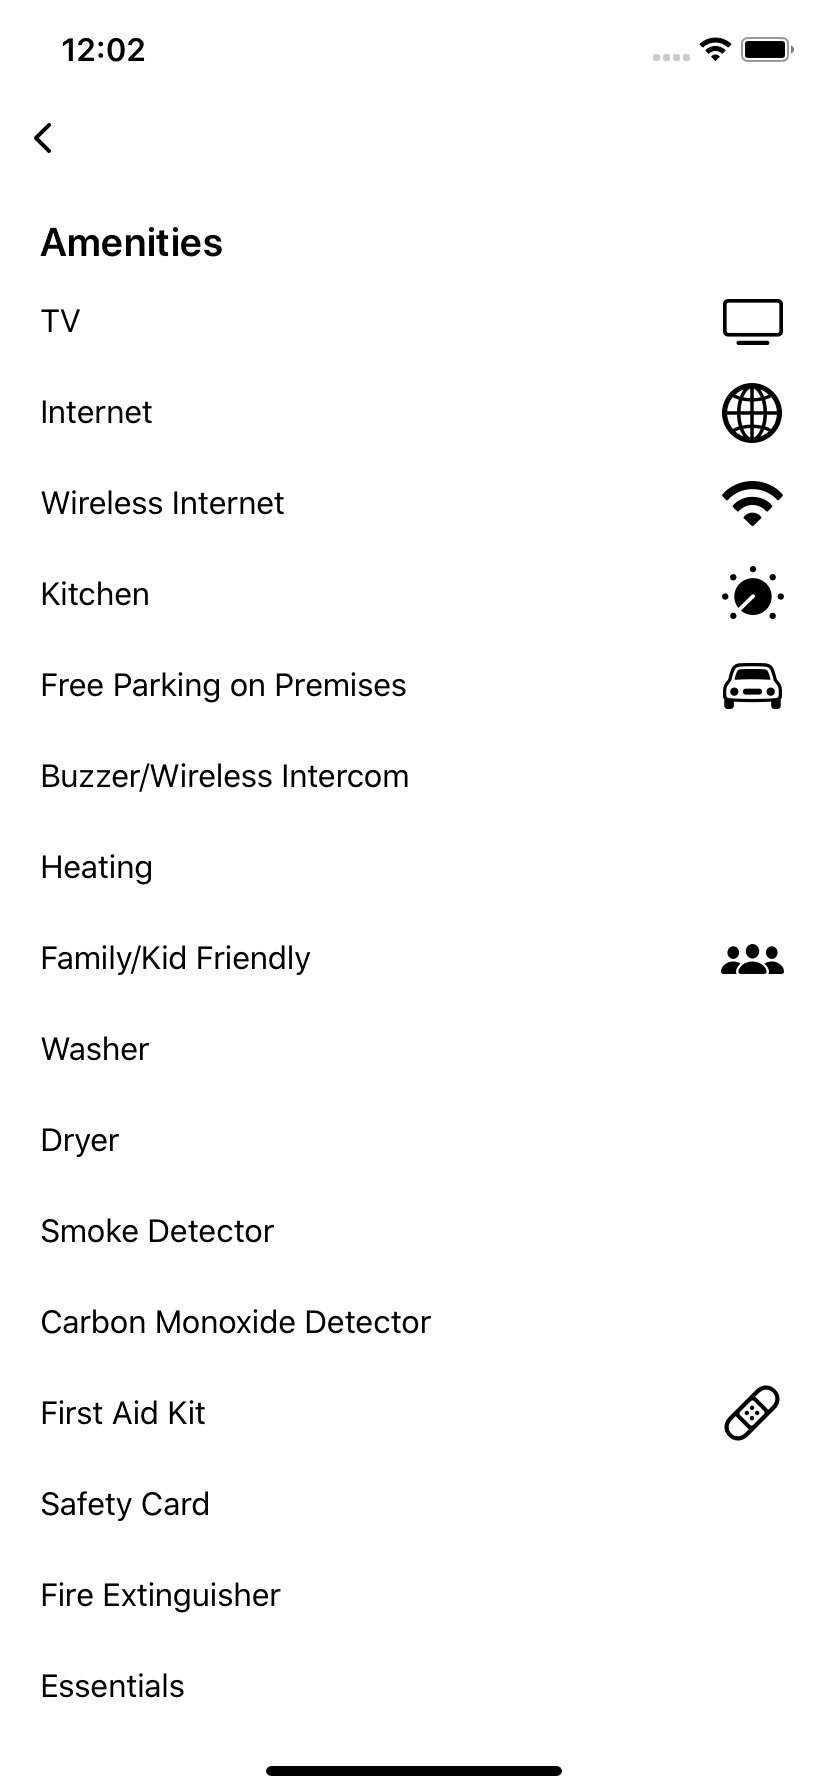 12:02
Amenities
TV
Internet
Wireless Internet
Kitchen
Free Parking on Premises
Buzzer/Wireless Intercom
Heating
Family/Kid Friendly
Washer
Dryer
Smoke Detector
Carbon Monoxide Detector
First Aid Kit
Safety Card
Fire Extinguisher
Essentials